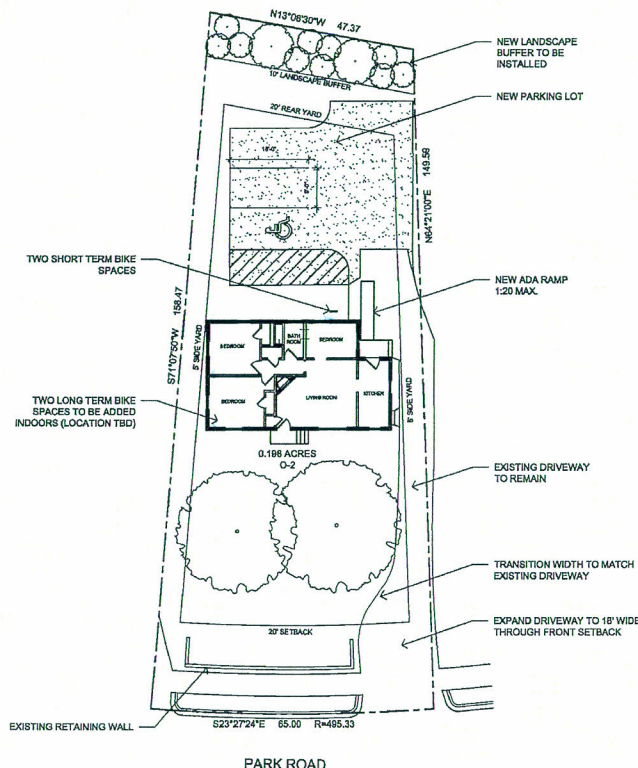 N13°06'30"W 47.37
NEW LANDSCAPE
BUFFER TO BE
INSTALLED
10' LANDSCAPE BUFFER
NEW PARKING LOT
20' REAR YARD
N64°21'00"E 149.56
TWO SHORT TERM BIKE
SPACES
NEW ADA RAMP
1:20 MAX.
S71°07'50"W 158.47
5' SIDE YARD
BEDROOM
BATH
ROOM
BEDROOM
TWO LONG TERM BIKE
SPACES TO BE ADDED
INDOORS (LOCATION TBD)
BEDROOM
LIVING ROOM
KITCHEN
5' SIDE YARD
0.196 ACRES
O-2
EXISTING DRIVEWAY
TO REMAIN
TRANSITION WIDTH TO MATCH
EXISTING DRIVEWAY
20' SETBACK
EXPAND DRIVEWAY TO 18' WIDE
THROUGH FRONT SETBACK
EXISTING RETAINING WALL
S23°27'24"E 65.00 R=495.33
PARK ROAD